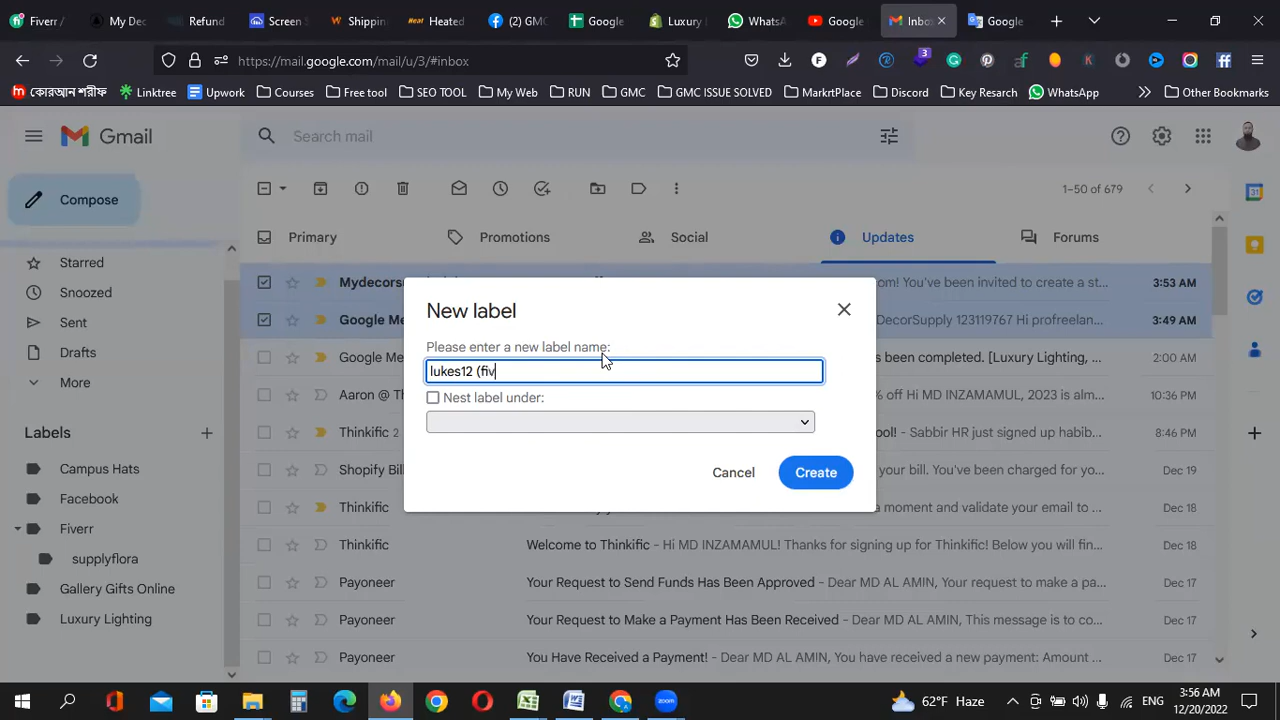 Fiverr / My Dec Refund Screen S Shipping Heated (2) GMC Google Luxury WhatsA Google Inbo Google
https://mail.google.com/mail/u/3/#inbox
3
কোরআন শরীফ Linktree Upwork Courses Free tool SEO TOOL My Web RUN GMC GMC ISSUE SOLVED MarkrtPlace Discord Key Resarch WhatsApp Other Bookmarks
Gmail
Search mail
Compose
1–50 of 679
Primary Promotions Social Updates Forums
Starred
Mydecors om! You've been invited to create a st... 3:53 AM
Snoozed
Google Me DecorSupply 123119767 Hi profreelan... 3:49 AM
Sent
Drafts
Google Me been completed. [Luxury Lighting, ... 2:00 AM
More
Aaron @ Th % off Hi MD INZAMAMUL, 2023 is almo... 10:36 PM
Labels
Thinkific 2 ool! - Sabbir HR just signed up habib... 8:46 PM
Campus Hats
Shopify Bill your bill. You've been charged for yo... Dec 19
Facebook
Thinkific a moment and validate your email to... Dec 18
Fiverr
Thinkific Welcome to Thinkific – Hi MD INZAMAMUL! Thanks for signing up for Thinkific! Below you will fin... Dec 18
supplyflora
Payoneer Your Request to Send Funds Has Been Approved – Dear MD AL AMIN, Your request to make a pa... Dec 17
Gallery Gifts Online
Payoneer Your Request to Make a Payment Has Been Received – Dear MD AL AMIN, This message is to co... Dec 17
Luxury Lighting
Payoneer You Have Received a Payment! – Dear MD AL AMIN, You have received a new payment: Amount ... Dec 17
New label
Please enter a new label name:
lukes12 (fiv
Nest label under:
Cancel Create
62°F Haze ENG 3:56 AM
12/20/2022